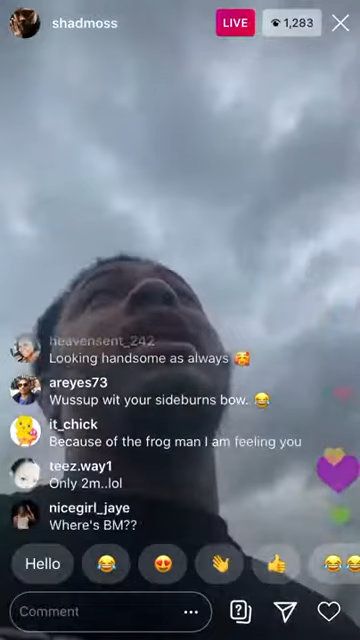 shadmoss
LIVE
1,283
heavensent_242
Looking handsome as always 🥰
areyes73
Wussup wit your sideburns bow. 😂
it_chick
Because of the frog man I am feeling you
teez.way1
Only 2m..lol
nicegirl_jaye
Where's BM??
Hello
Comment